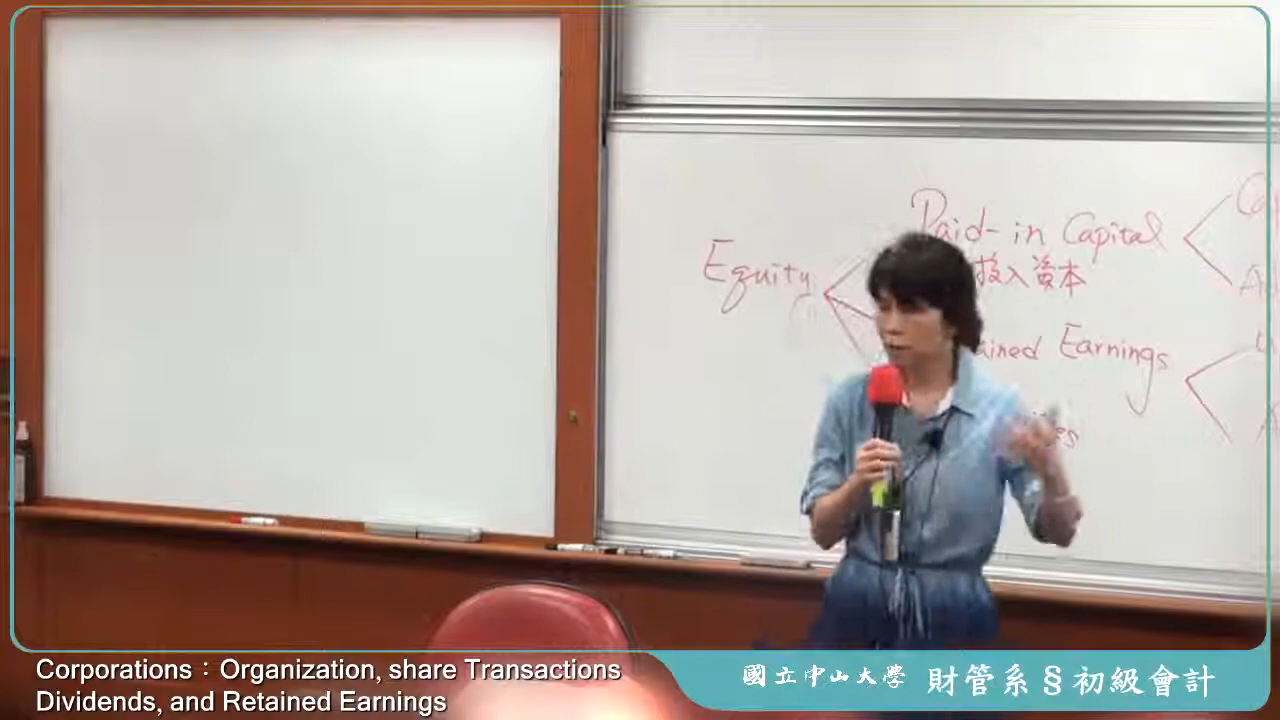 Paid-in Capital
Equity
投入資本
ained Earnings
Corporations：Organization, share Transactions
Dividends, and Retained Earnings
國立中山大學 財管系§初級會計